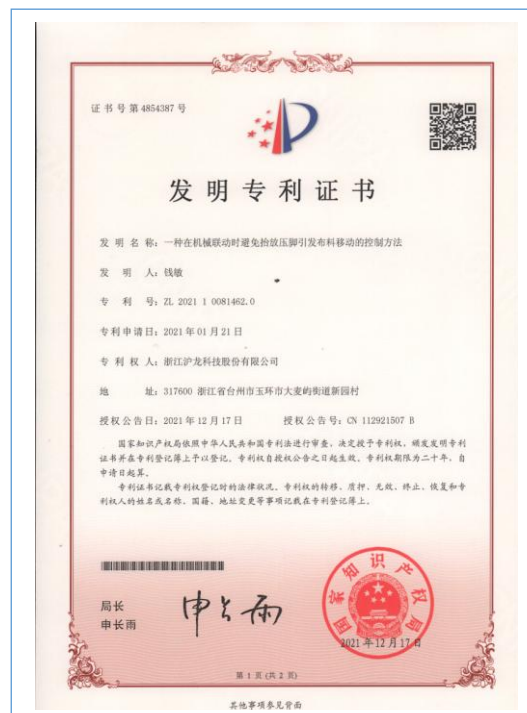 证书号第4854387号
发明专利证书
发明名称：一种在机械联动时避免抬放压脚引发布料移动的控制方法
发明人：钱敏
专利号：ZL 2021 1 0081462.0
专利申请日：2021年01月21日
专利权人：浙江沪龙科技股份有限公司
地址：317600 浙江省台州市玉环市大麦屿街道新园村
授权公告日：2021年12月17日 授权公告号：CN 112921507 B
国家知识产权局依照中华人民共和国专利法进行审查，决定授予专利权，颁发发明专利
证书并在专利登记簿上予以登记。专利权自授权公告之日起生效。专利权期限为二十年，自
申请日起算。
专利证书记载专利权登记时的法律状况。专利权的转移、质押、无效、终止、恢复和专
利权人的姓名或名称、国籍、地址变更等事项记载在专利登记簿上。
局长
申长雨
申长雨
国家知识产权局
2021年12月17日
第 1 页 (共 2 页)
其他事项参见背面